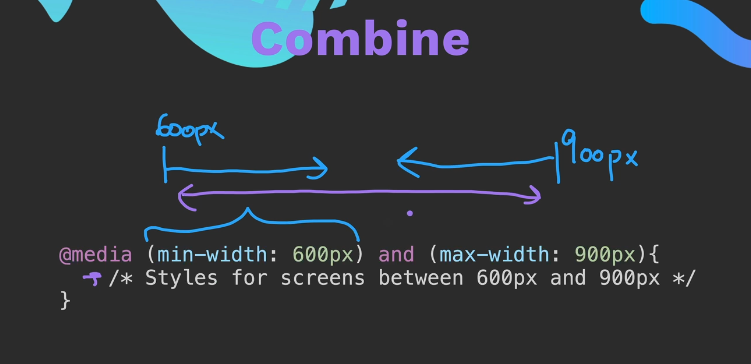 Combine
600px
900px
@media (min-width: 600px) and (max-width: 900px){
/* Styles for screens between 600px and 900px */
}